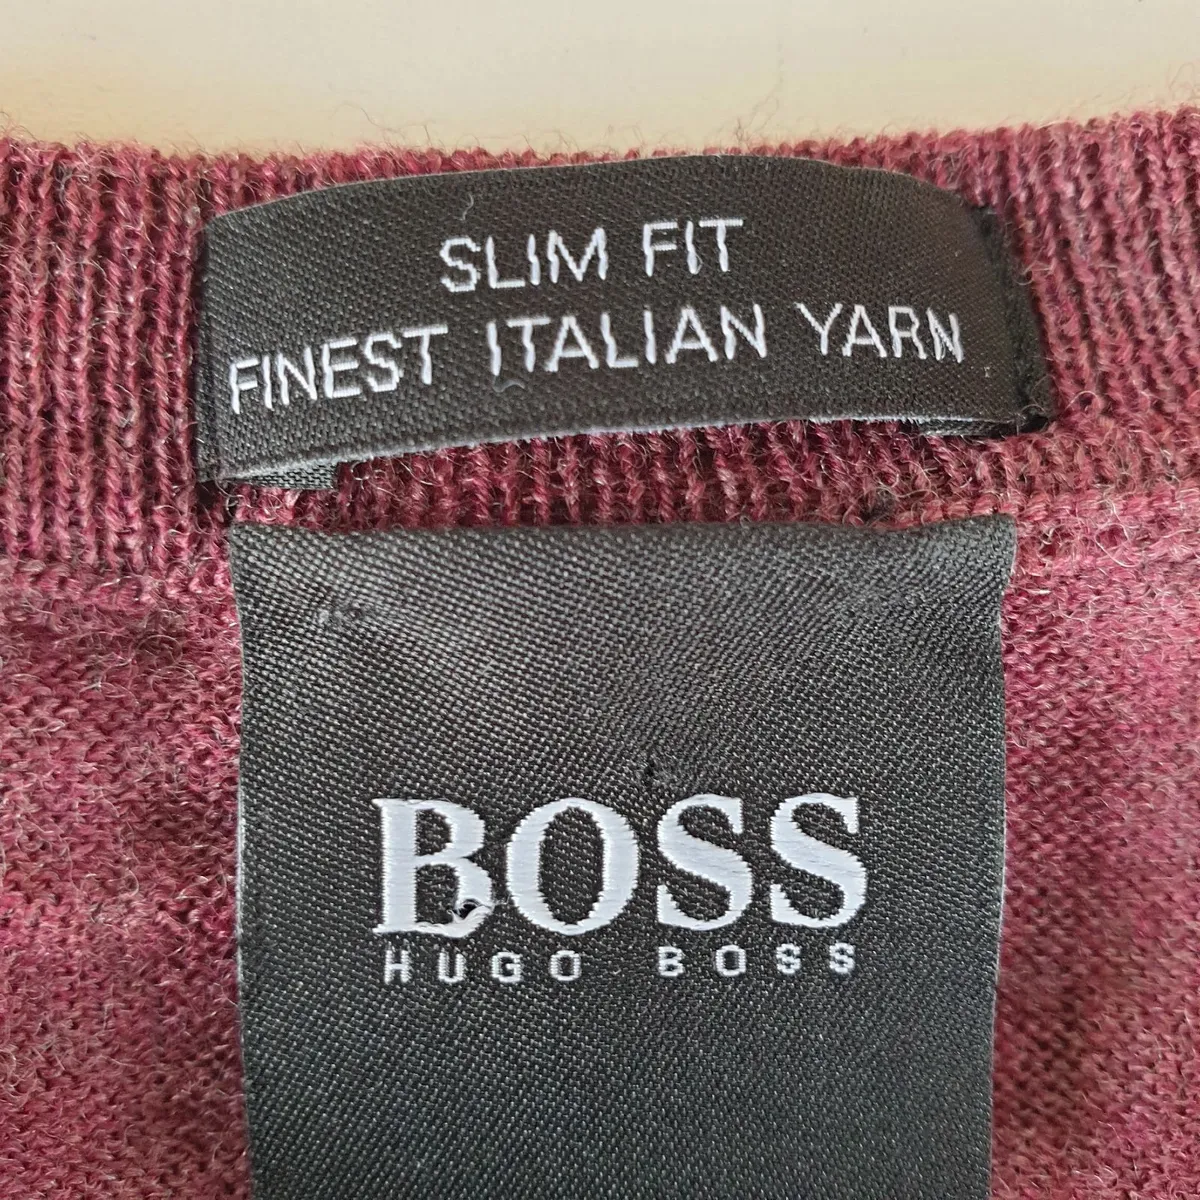 SLIM FIT
FINEST ITALIAN YARN
BOSS
HUGO BOSS